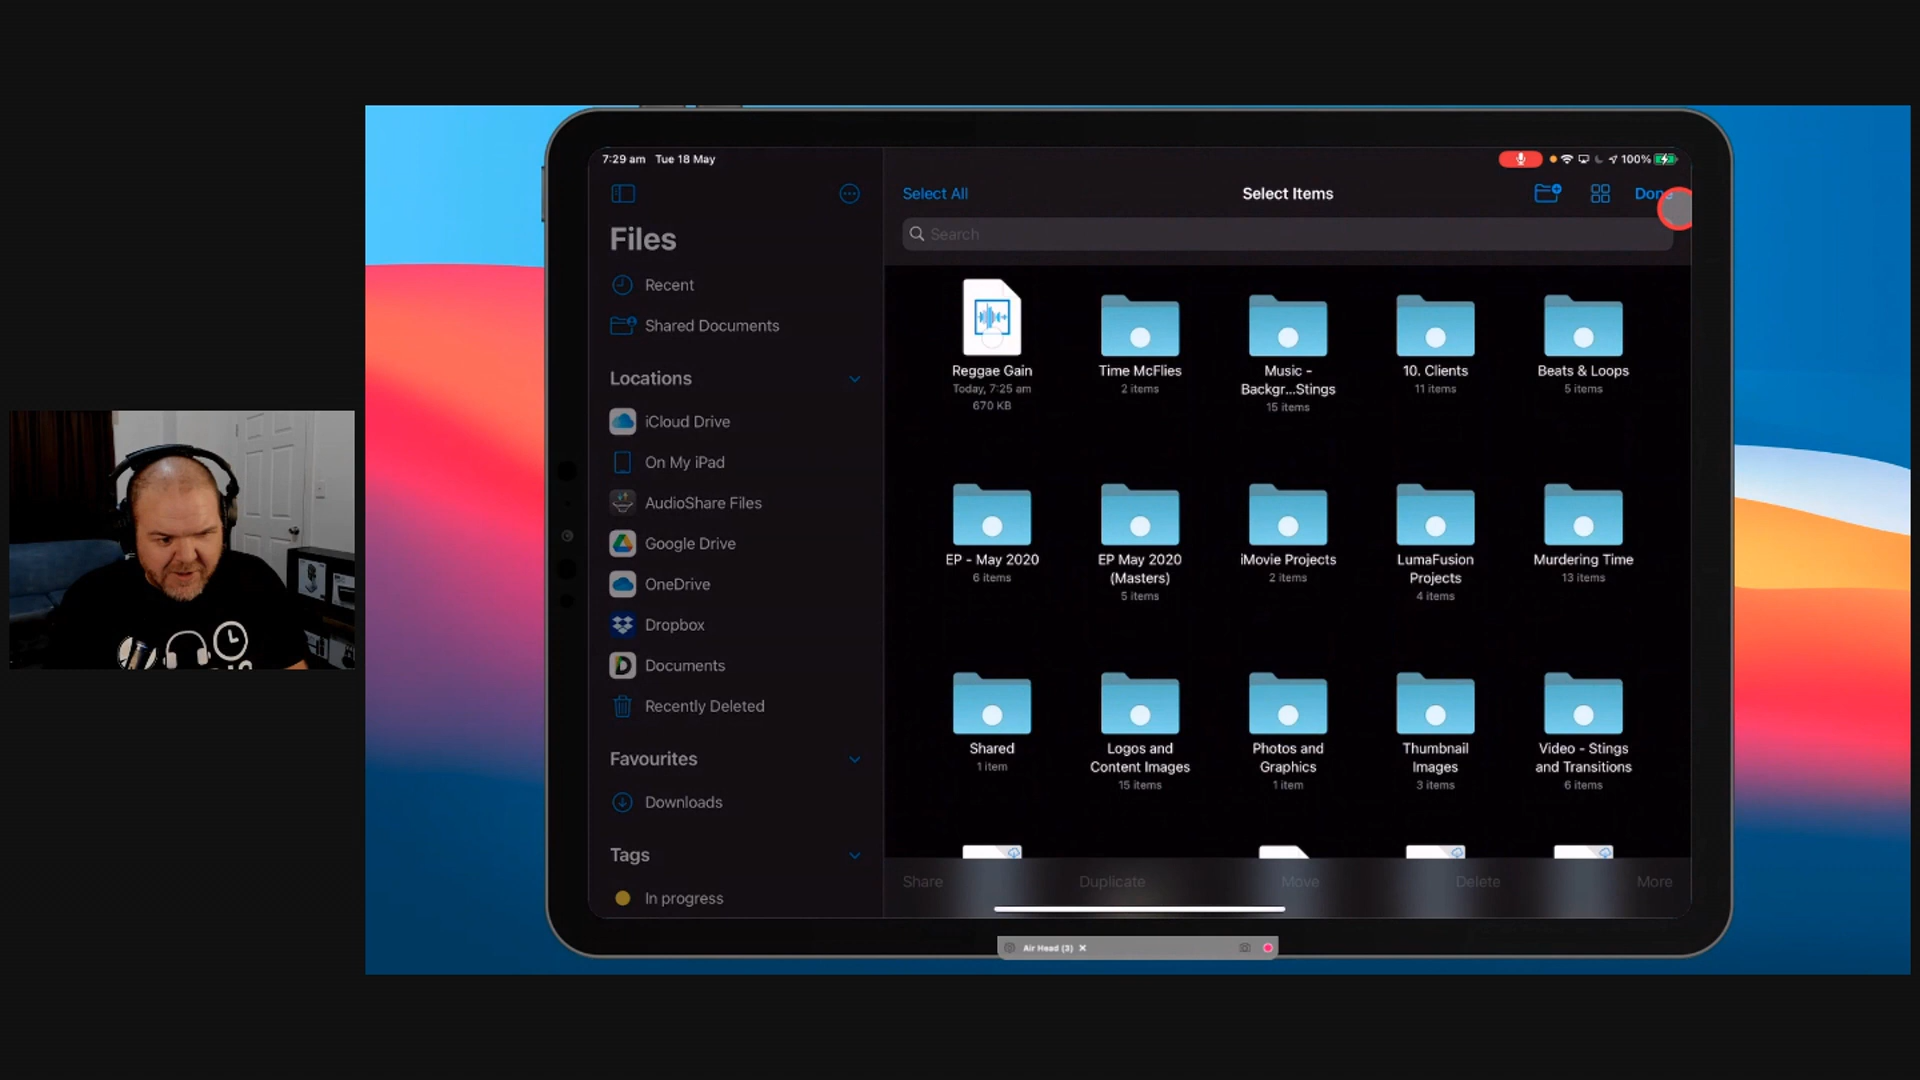 7:29 am Tue 18 May
100%
Files
Recent
Shared Documents
Locations
iCloud Drive
On My iPad
AudioShare Files
Google Drive
OneDrive
Dropbox
Documents
Recently Deleted
Favourites
Downloads
Tags
In progress
Select All
Select Items
Done
Search
Reggae Gain
Today, 7:25 am
670 KB
Time McFlies
2 items
Music -
Backgr...Stings
15 items
10. Clients
11 items
Beats & Loops
5 items
EP - May 2020
6 items
EP May 2020
(Masters)
5 items
iMovie Projects
2 items
LumaFusion
Projects
4 items
Murdering Time
13 items
Shared
1 item
Logos and
Content Images
15 items
Photos and
Graphics
1 item
Thumbnail
Images
3 items
Video - Stings
and Transitions
6 items
Share
Duplicate
Move
Delete
More
Air Head (3)